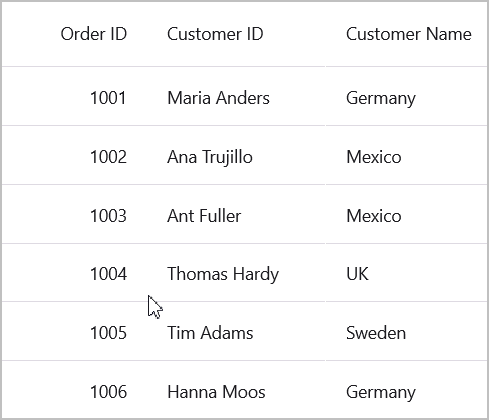 Order ID Customer ID Customer Name
1001 Maria Anders Germany
1002 Ana Trujillo Mexico
1003 Ant Fuller Mexico
1004 Thomas Hardy UK
1005 Tim Adams Sweden
1006 Hanna Moos Germany